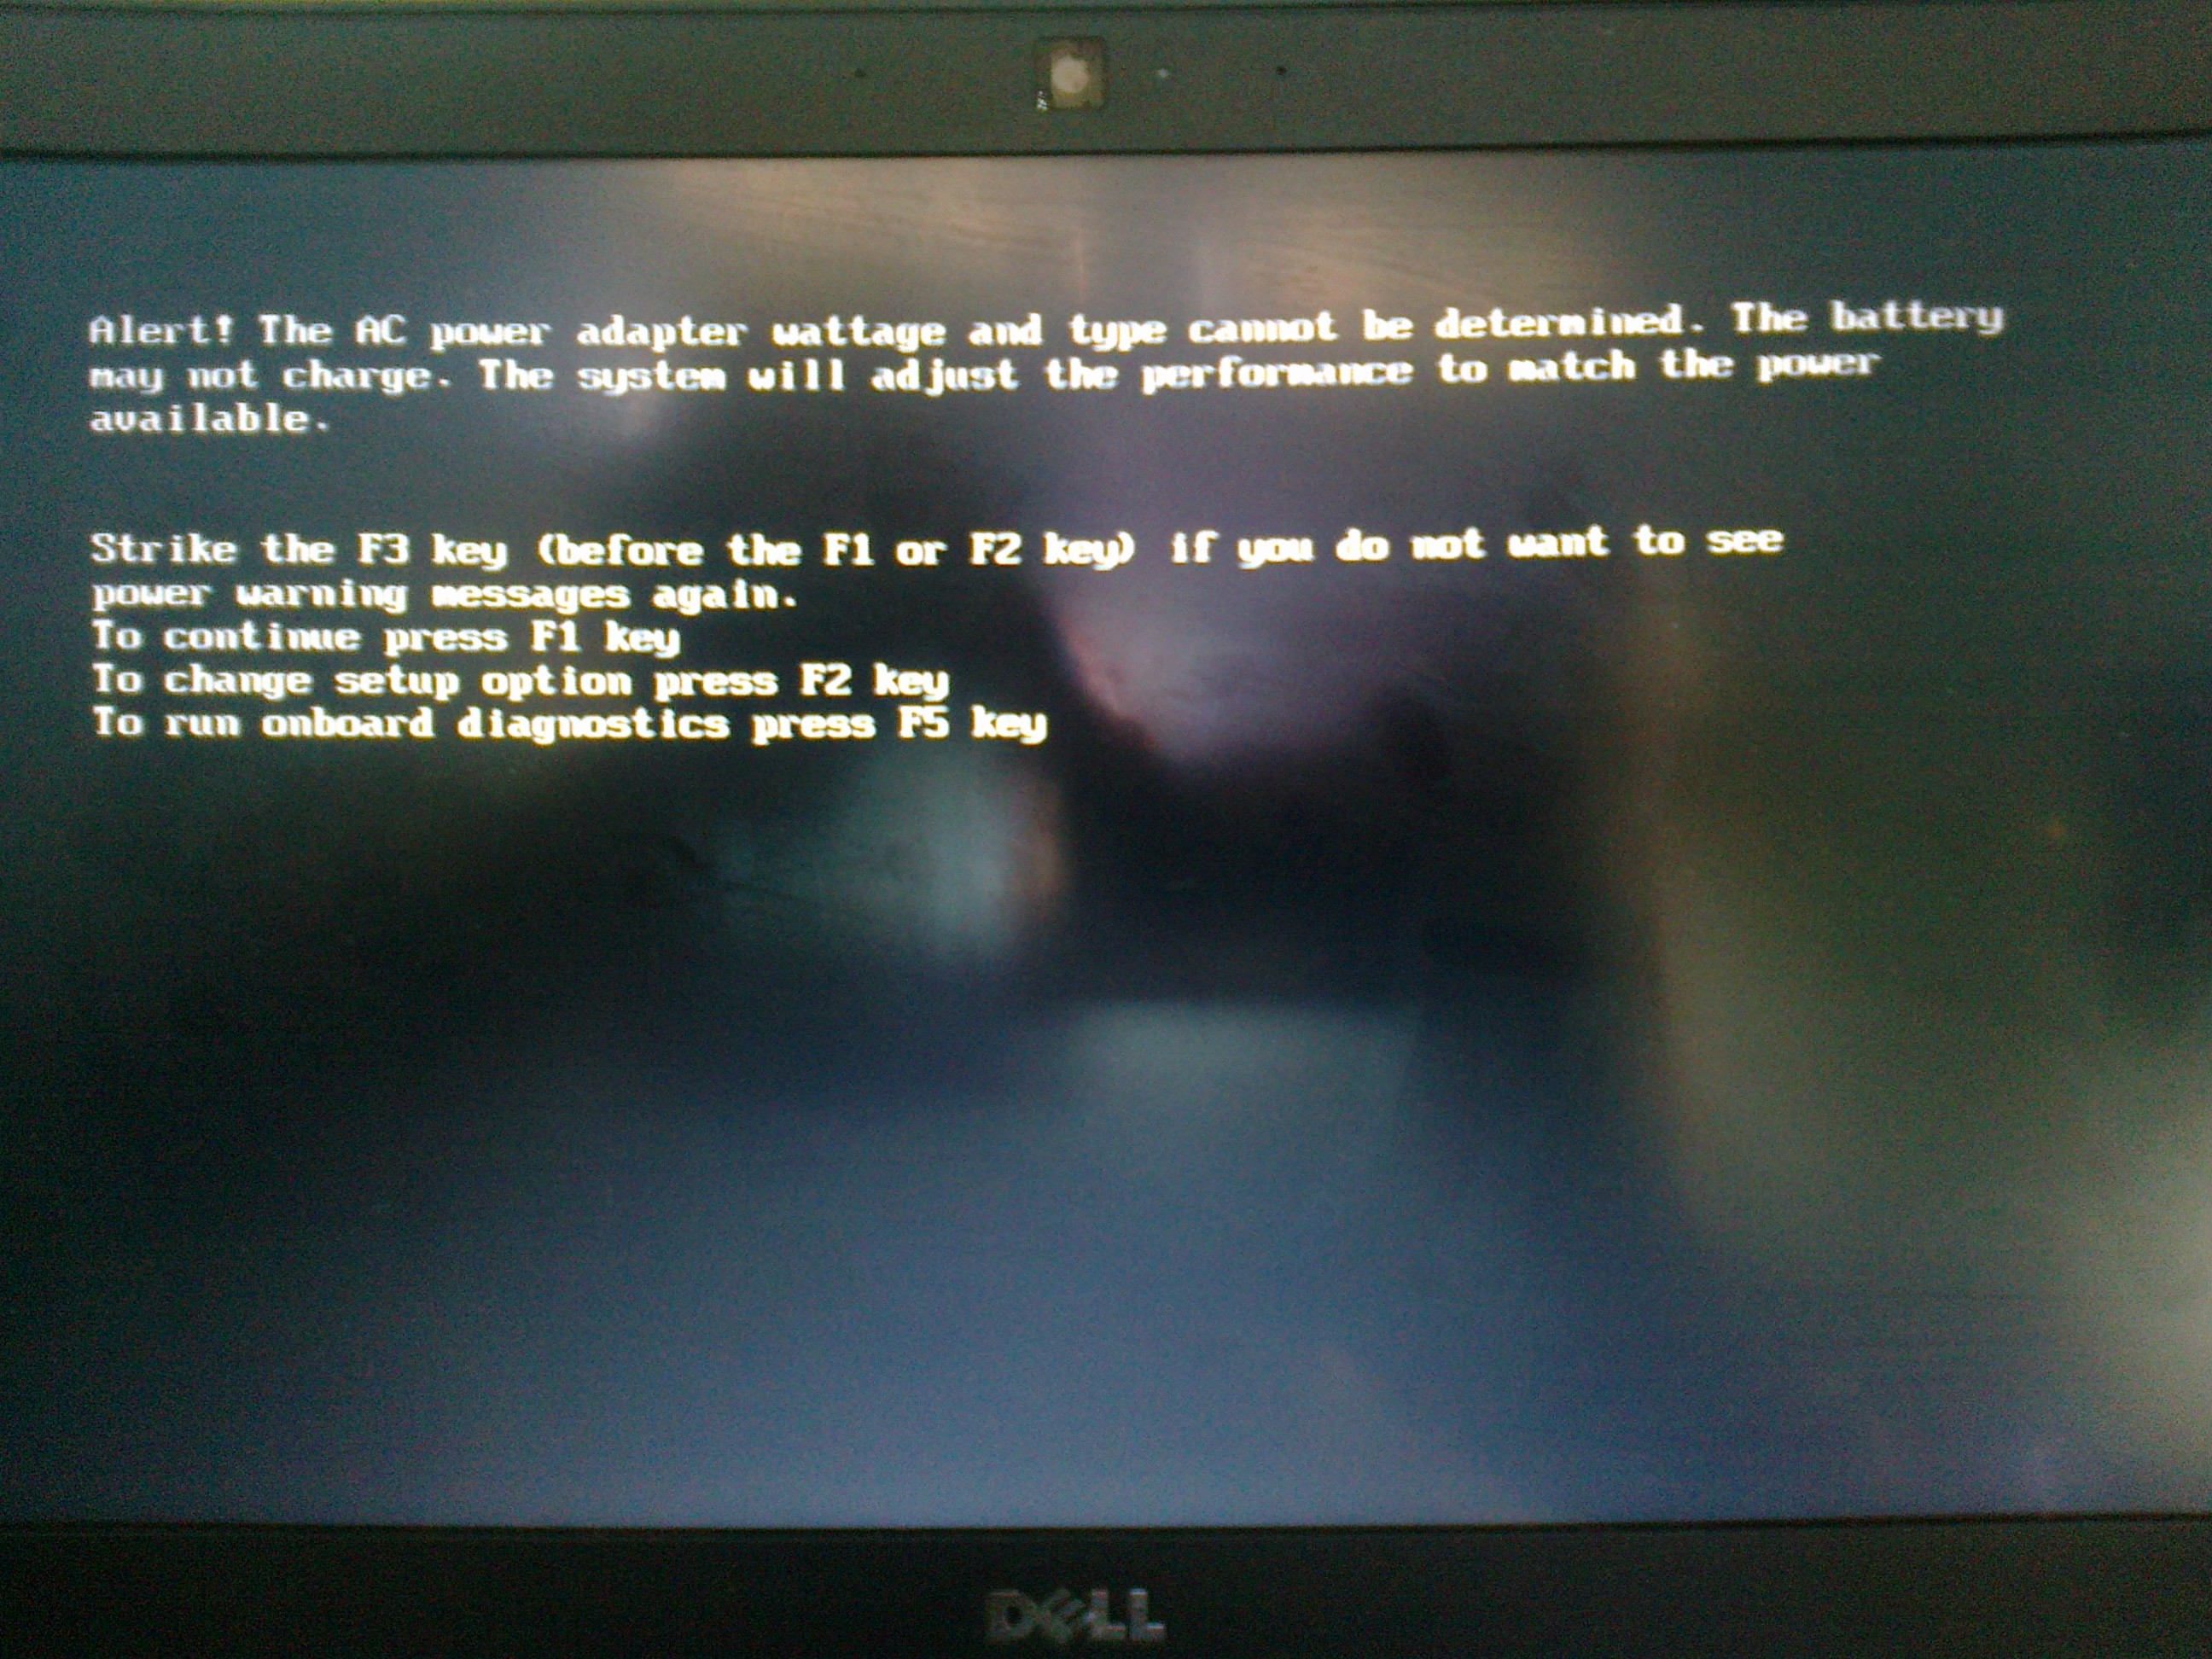 Alert! The AC power adapter wattage and type cannot be determined. The battery
may not charge. The system will adjust the performance to match the power
available.
Strike the F3 key (before the F1 or F2 key) if you do not want to see
power warning messages again.
To continue press F1 key
To change setup option press F2 key
To run onboard diagnostics press F5 key
DELL